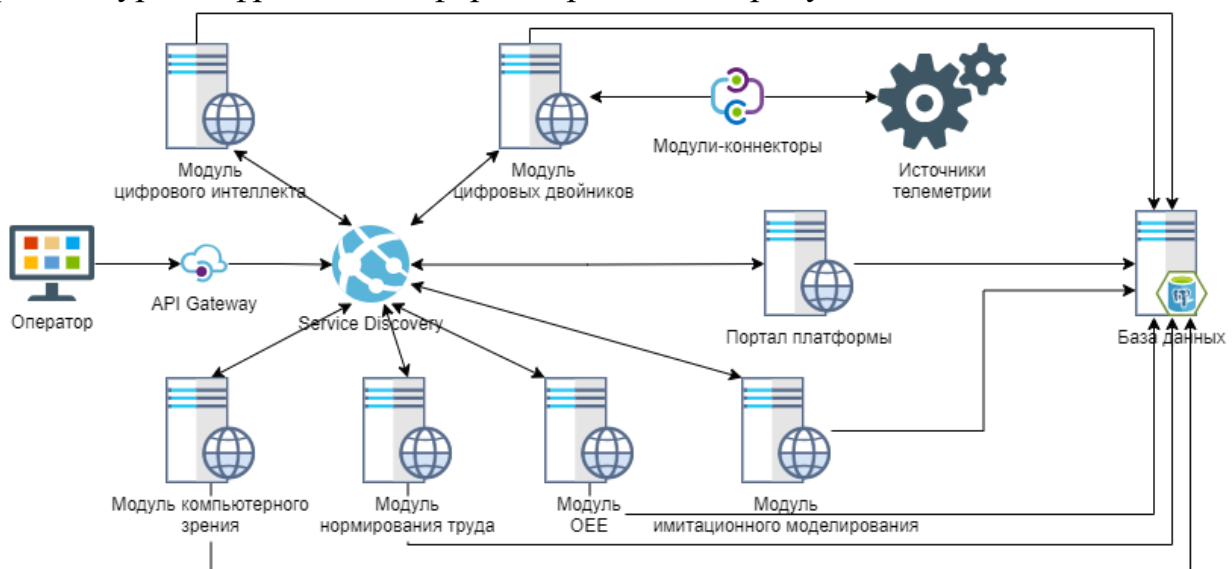 Модуль
цифрового интеллекта
Модуль
цифровых двойников
Модули-коннекторы
Источники
телеметрии
Оператор
API Gateway
Service Discovery
Портал платформы
База данных
Модуль компьютерного
зрения
Модуль
нормирования труда
Модуль
OEE
Модуль
имитационного моделирования